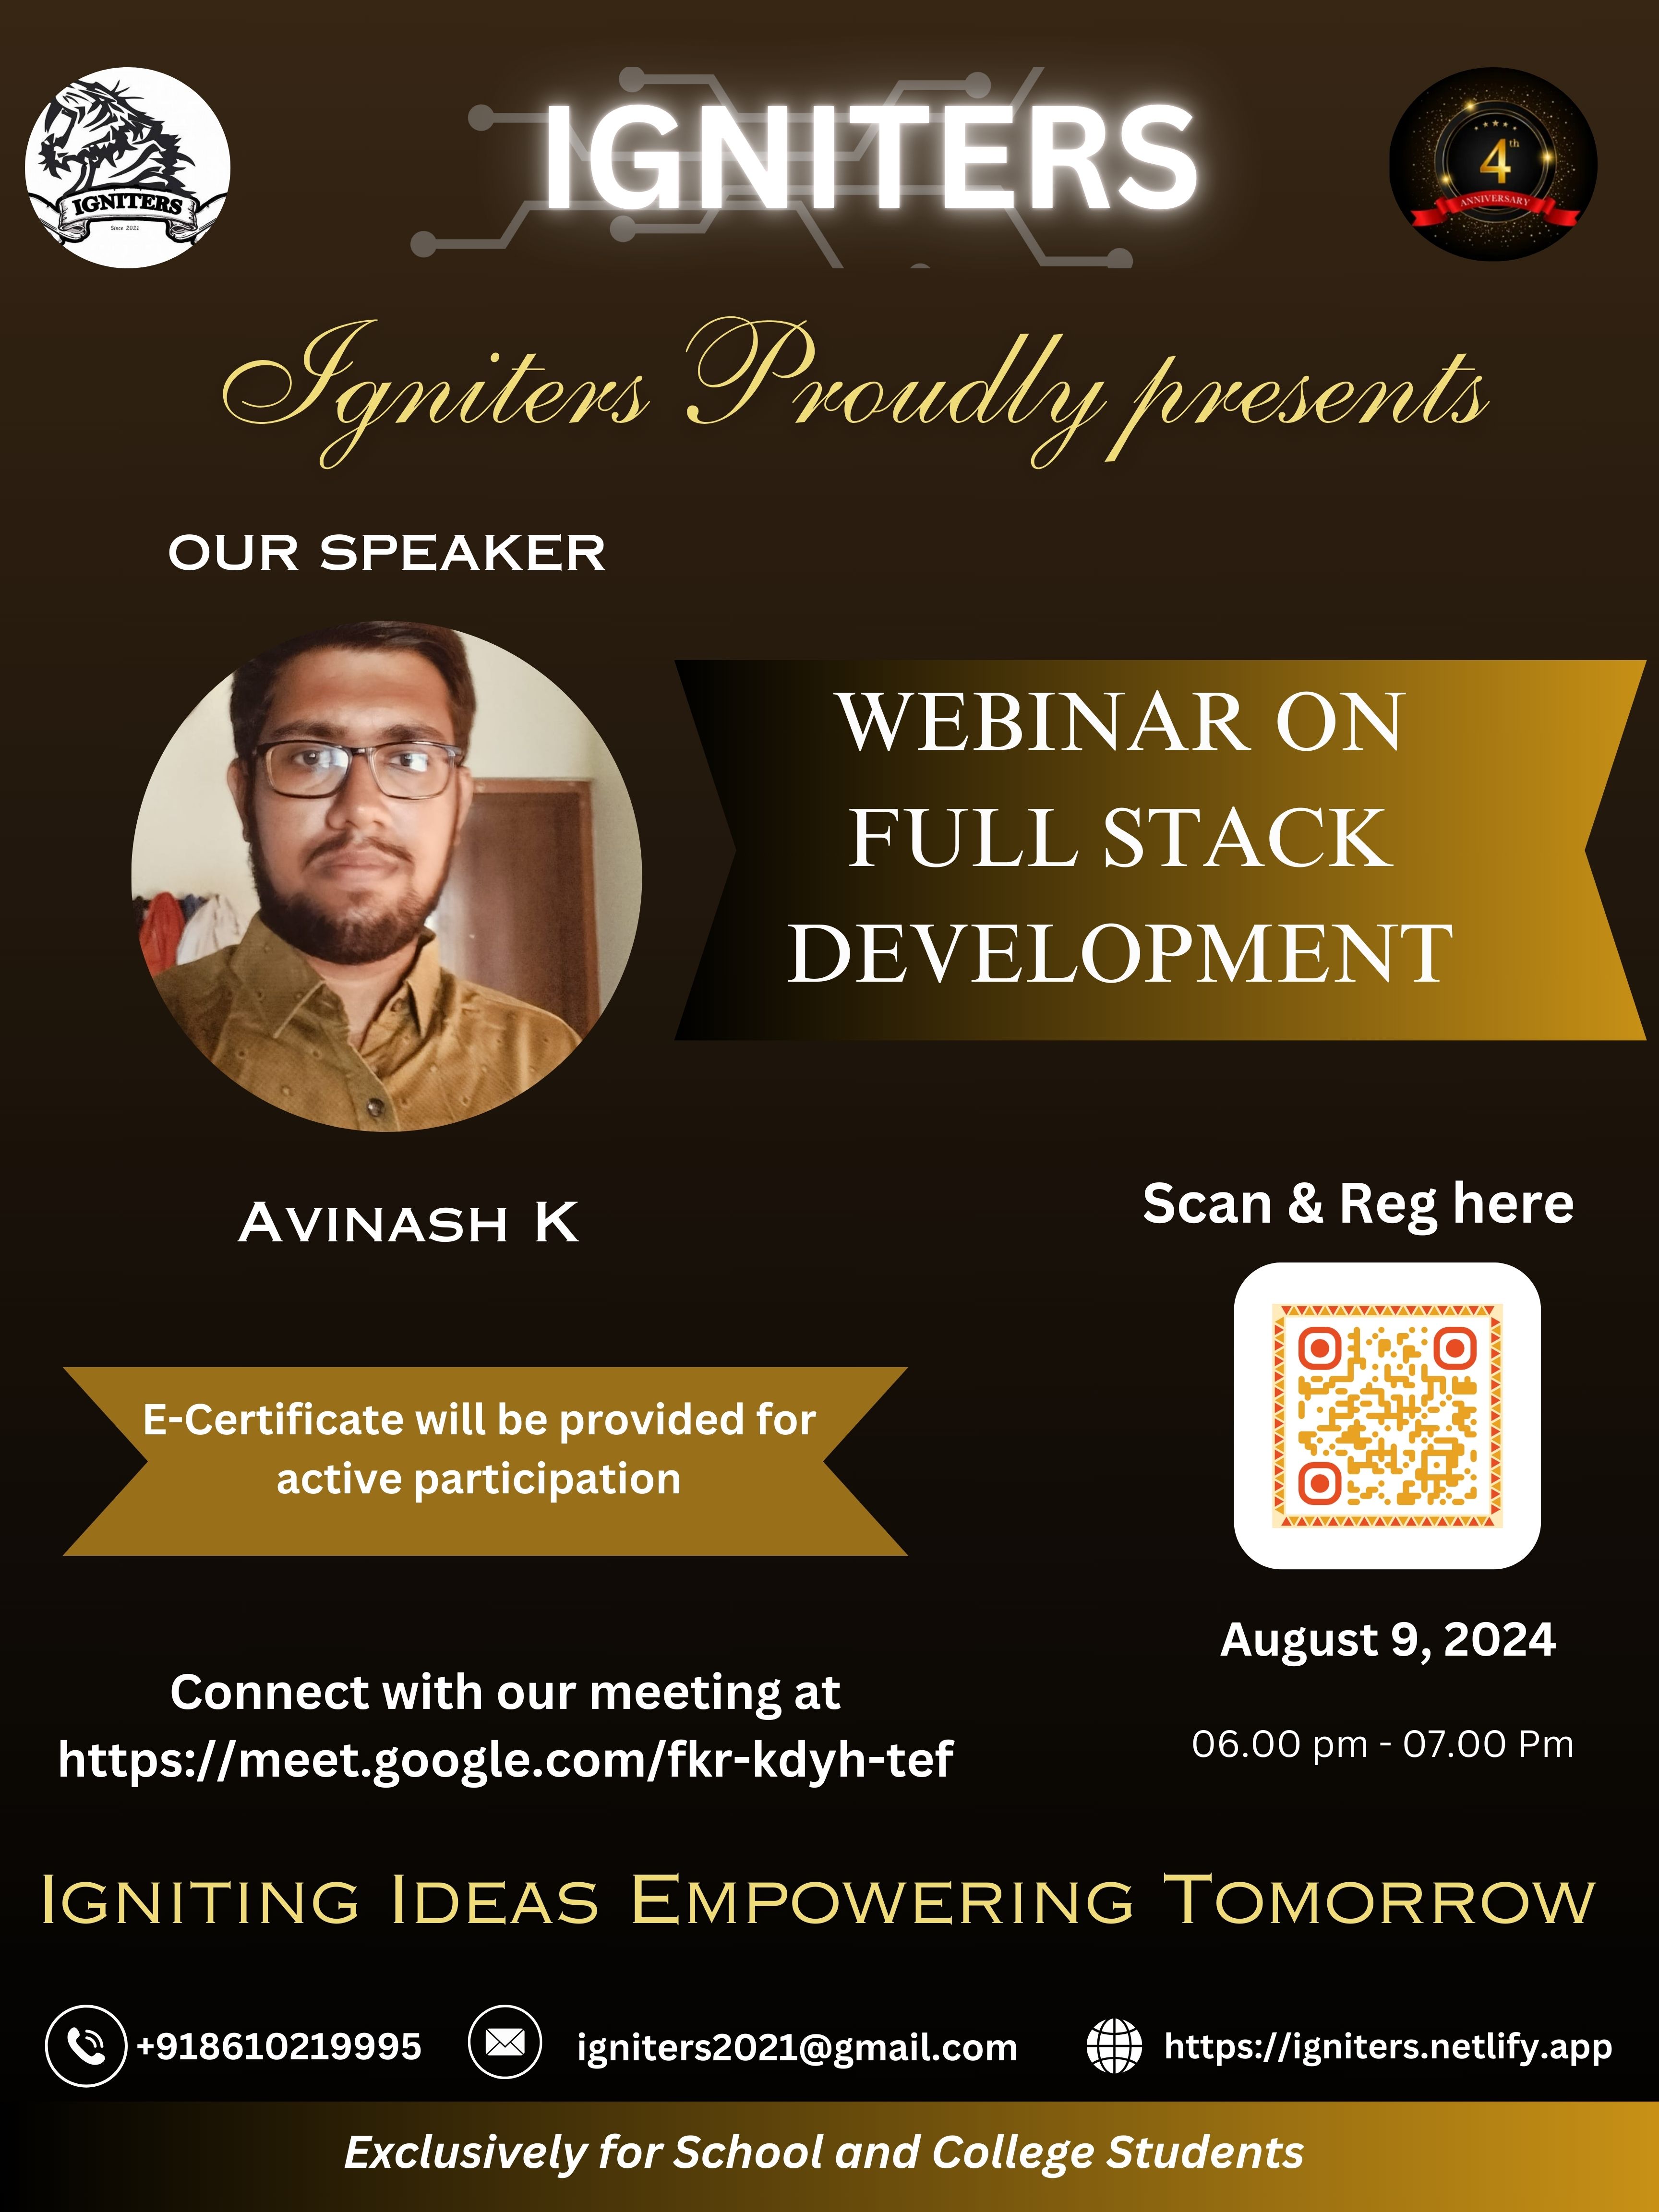 IGNITERS
Since 2021
IGNITERS
4th
ANNIVERSARY
Igniters Proudly presents
OUR SPEAKER
WEBINAR ON
FULL STACK
DEVELOPMENT
AVINASH K
Scan & Reg here
E-Certificate will be provided for
active participation
August 9, 2024
Connect with our meeting at
https://meet.google.com/fkr-kdyh-tef
06.00 pm - 07.00 Pm
IGNITING IDEAS EMPOWERING TOMORROW
+918610219995
igniters2021@gmail.com
https://igniters.netlify.app
Exclusively for School and College Students